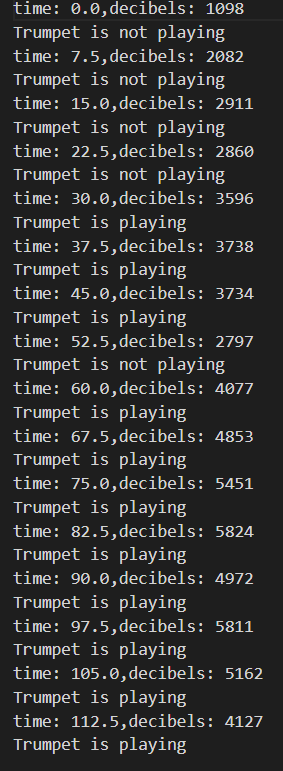 time: 0.0,decibels: 1098
Trumpet is not playing
time: 7.5,decibels: 2082
Trumpet is not playing
time: 15.0,decibels: 2911
Trumpet is not playing
time: 22.5,decibels: 2860
Trumpet is not playing
time: 30.0,decibels: 3596
Trumpet is playing
time: 37.5,decibels: 3738
Trumpet is playing
time: 45.0,decibels: 3734
Trumpet is playing
time: 52.5,decibels: 2797
Trumpet is not playing
time: 60.0,decibels: 4077
Trumpet is playing
time: 67.5,decibels: 4853
Trumpet is playing
time: 75.0,decibels: 5451
Trumpet is playing
time: 82.5,decibels: 5824
Trumpet is playing
time: 90.0,decibels: 4972
Trumpet is playing
time: 97.5,decibels: 5811
Trumpet is playing
time: 105.0,decibels: 5162
Trumpet is playing
time: 112.5,decibels: 4127
Trumpet is playing